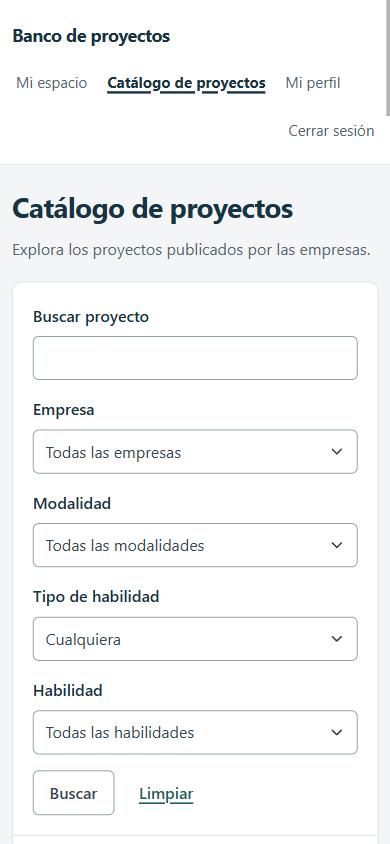 Banco de proyectos
Mi espacio Catálogo de proyectos Mi perfil
Cerrar sesión
Catálogo de proyectos
Explora los proyectos publicados por las empresas.
Buscar proyecto
Empresa
Todas las empresas
Modalidad
Todas las modalidades
Tipo de habilidad
Cualquiera
Habilidad
Todas las habilidades
Buscar Limpiar